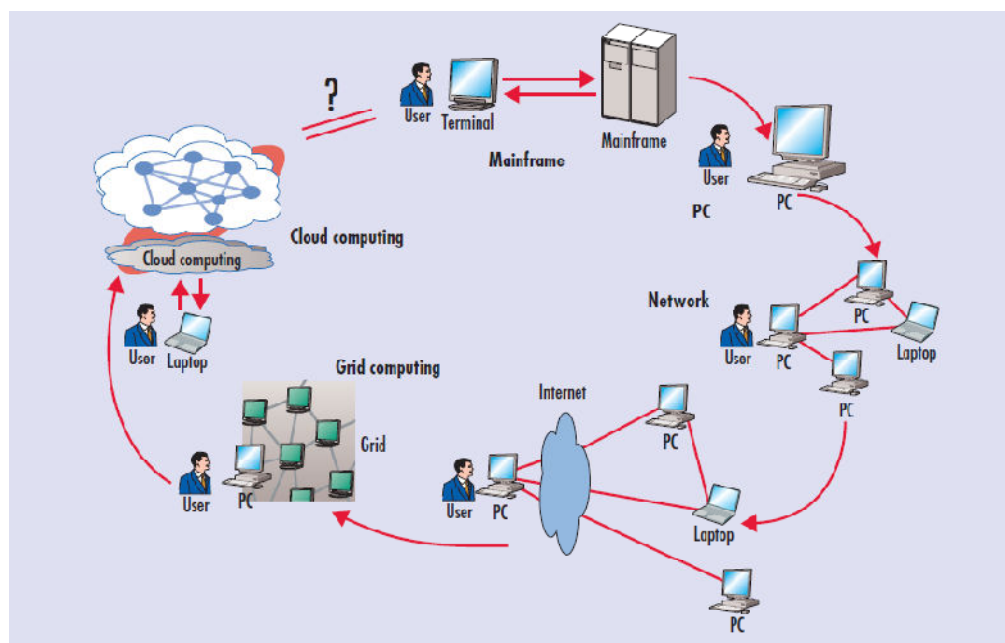 ?
User
Terminal
Mainframe
Mainframe
User
PC
PC
Cloud computing
Cloud computing
User
Laptop
Network
User
PC
PC
Laptop
PC
Grid computing
Grid
User
PC
Internet
User
PC
PC
Laptop
PC